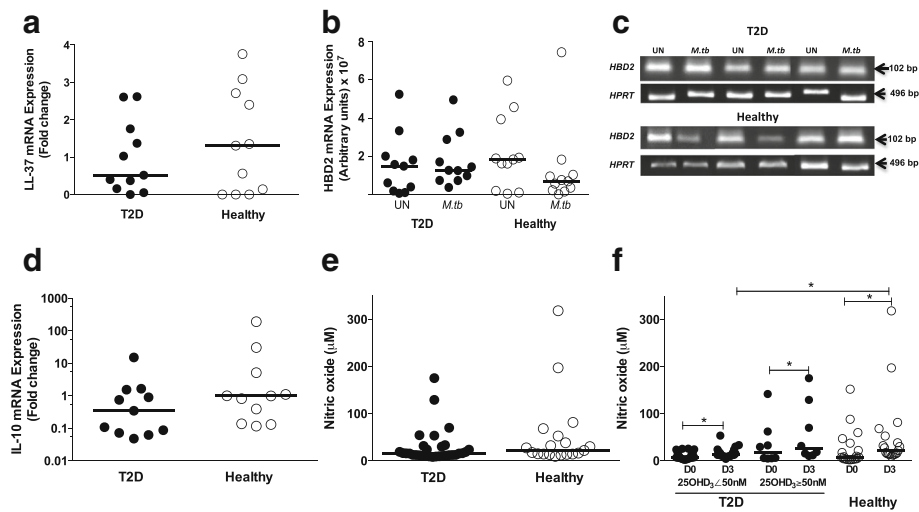 a
LL-37 mRNA Expression
(Fold change)
4
3
2
1
0
T2D Healthy
b
HBD2 mRNA Expression
(Arbitrary units) x 10⁷
8
6
4
2
0
UN M.tb UN M.tb
T2D Healthy
c
T2D
UN M.tb UN M.tb UN M.tb
HBD2 102 bp
HPRT 496 bp
Healthy
HBD2 102 bp
HPRT 496 bp
d
IL-10 mRNA Expression
(Fold change)
1000
100
10
1
0.1
0.01
T2D Healthy
e
Nitric oxide (µM)
300
200
100
0
T2D Healthy
f
Nitric oxide (µM)
300
200
100
0
* * * *
D0 D3 D0 D3 D0 D3
25OHD₃∠50nM 25OHD₃≥50nM
T2D Healthy